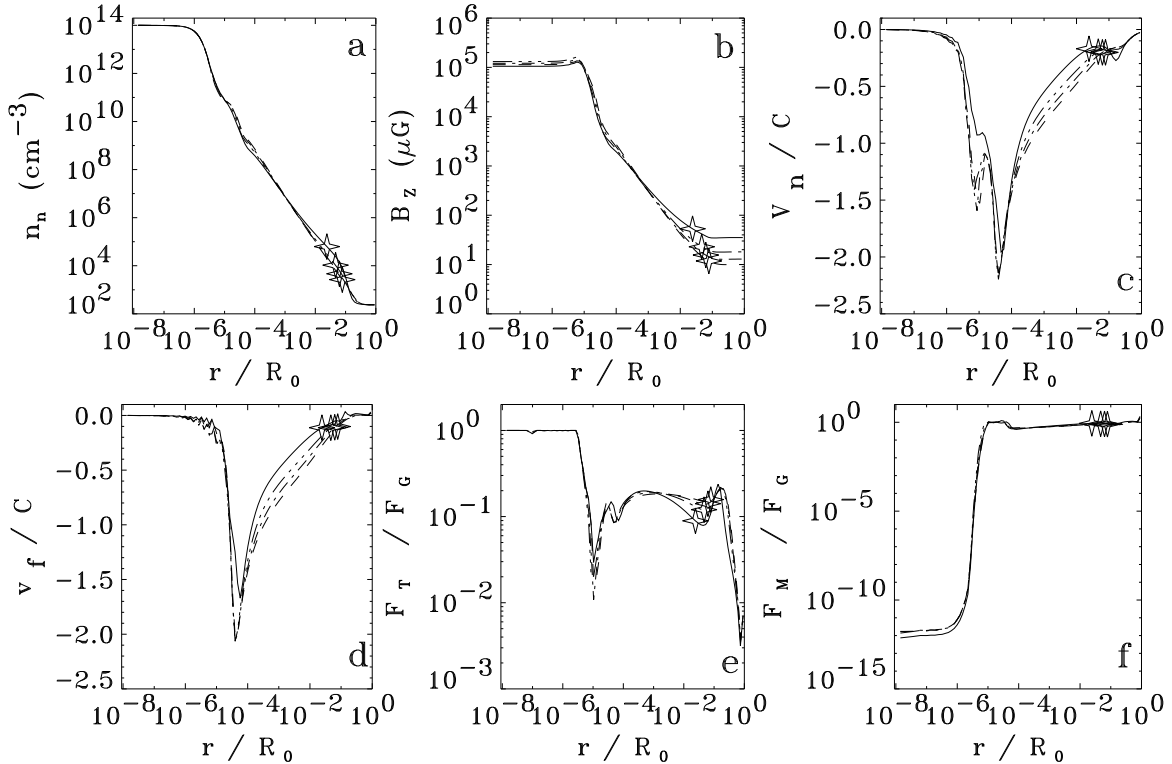 a
n_n (cm^-3)
10^14
10^12
10^10
10^8
10^6
10^4
10^2
10^-8 10^-6 10^-4 10^-2 10^0
r / R_0
b
B_Z (μG)
10^6
10^5
10^4
10^3
10^2
10^1
10^0
10^-8 10^-6 10^-4 10^-2 10^0
r / R_0
c
V_n / C
0.0
-0.5
-1.0
-1.5
-2.0
-2.5
10^-8 10^-6 10^-4 10^-2 10^0
r / R_0
d
v_f / C
0.0
-0.5
-1.0
-1.5
-2.0
-2.5
10^-8 10^-6 10^-4 10^-2 10^0
r / R_0
e
F_T / F_G
10^0
10^-1
10^-2
10^-3
10^-8 10^-6 10^-4 10^-2 10^0
r / R_0
f
F_M / F_G
10^0
10^-5
10^-10
10^-15
10^-8 10^-6 10^-4 10^-2 10^0
r / R_0